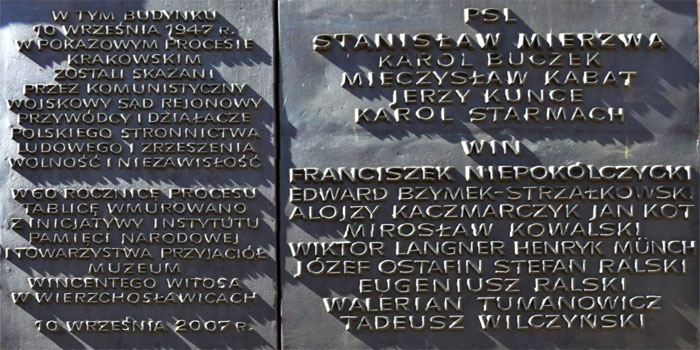 W TYM BUDYNKU
10 WRZEŚNIA 1947 r.
W POKAZOWYM PROCESIE
KRAKOWSKIM
ZOSTALI SKAZANI
PRZEZ KOMUNISTYCZNY
WOJSKOWY SĄD REJONOWY
PRZYWÓDCY I DZIAŁACZE
POLSKIEGO STRONNICTWA
LUDOWEGO I ZRZESZENIA
WOLNOŚĆ I NIEZAWISŁOŚĆ
W 60 ROCZNICĘ PROCESU
TABLICĘ WMUROWANO
Z INICJATYWY INSTYTUTU
PAMIĘCI NARODOWEJ
I TOWARZYSTWA PRZYJACIÓŁ
MUZEUM
WINCENTEGO WITOSA
W WIERZCHOSŁAWICACH
10 WRZEŚNIA 2007 r.
PSL
STANISŁAW MIERZWA
KAROL BUCZEK
MIECZYSŁAW KABAT
JERZY KUNCE
KAROL STARMACH
WIN
FRANCISZEK NIEPOKÓLCZYCKI
EDWARD BZYMEK-STRZAŁKOWSKI
ALOJZY KACZMARCZYK JAN KOT
MIROSŁAW KOWALSKI
WIKTOR LANGNER HENRYK MÜNCH
JÓZEF OSTAFIN STEFAN RALSKI
EUGENIUSZ RALSKI
WALERIAN TUMANOWICZ
TADEUSZ WILCZYŃSKI